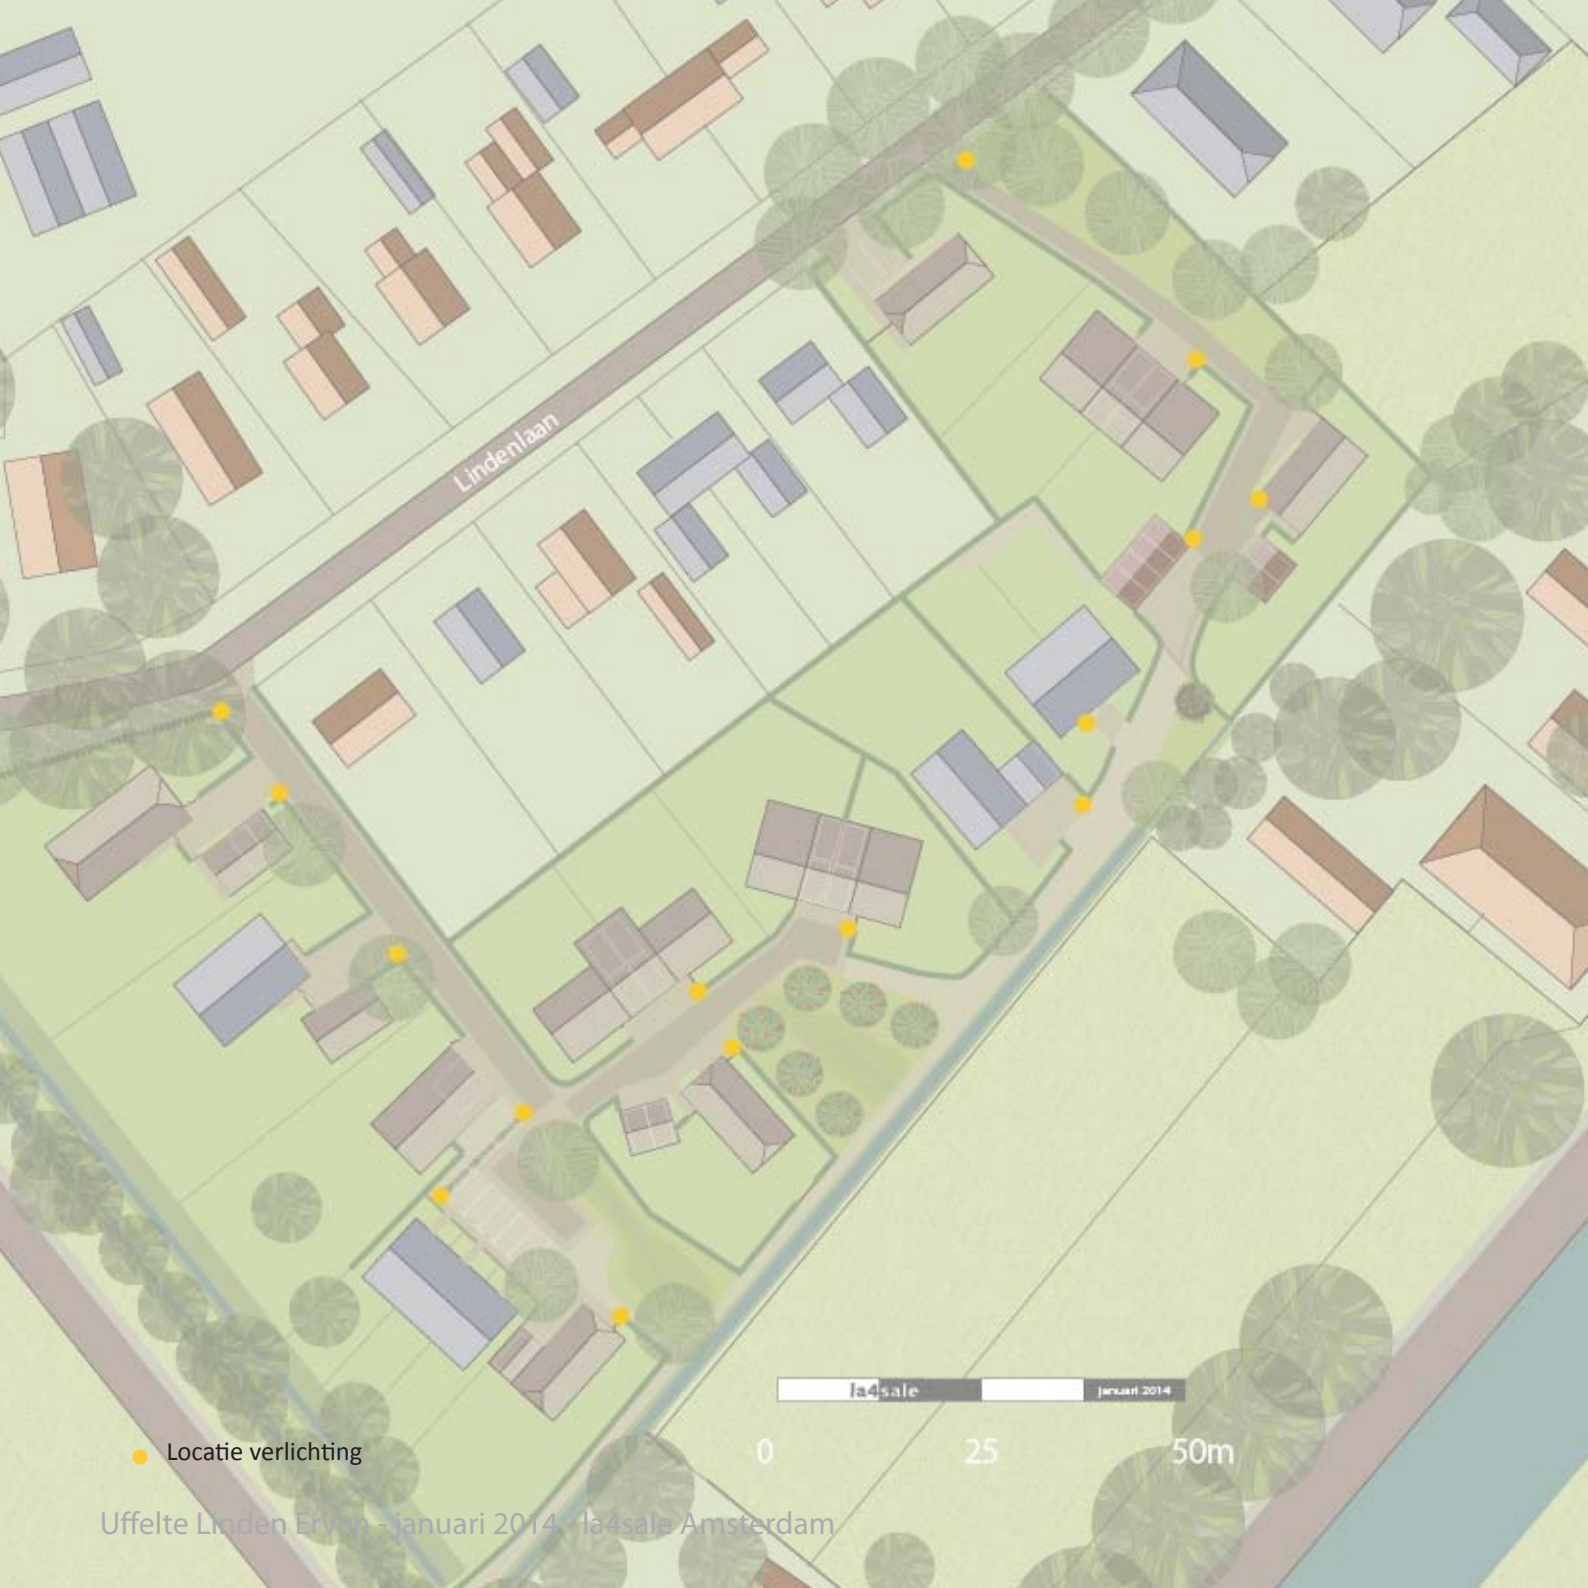 Lindenlaan
la4sale januari 2014
0 25 50m
Locatie verlichting
Uffelte Linden Erven - januari 2014 - la4sale Amsterdam